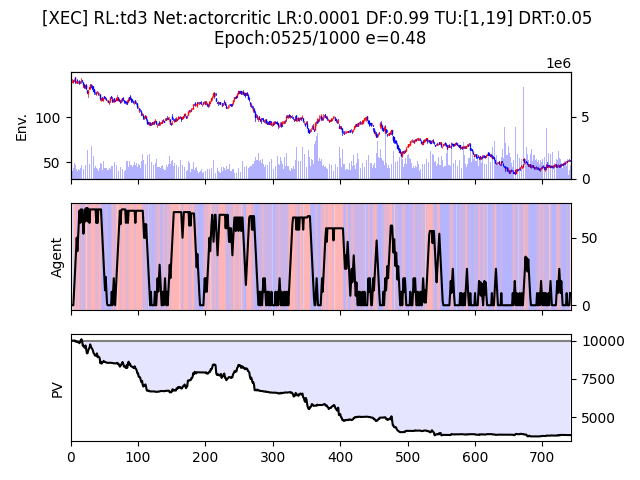 [XEC] RL:td3 Net:actorcritic LR:0.0001 DF:0.99 TU:[1,19] DRT:0.05
Epoch:0525/1000 e=0.48
1e6
Env.
100
50
5
0
Agent
50
0
PV
10000
7500
5000
0 100 200 300 400 500 600 700